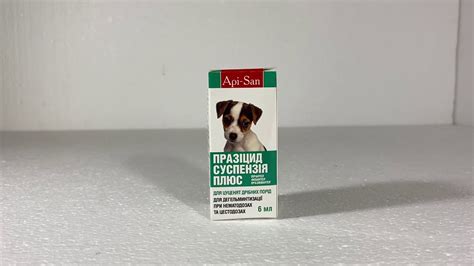 Api-San
ПРАЗІЦИД
СУСПЕНЗІЯ
ПЛЮС
ДЛЯ ЦУЦЕНЯТ ДРІБНИХ ПОРІД
ДЛЯ ДЕГЕЛЬМІНТИЗАЦІЇ
ПРИ НЕМАТОДОЗАХ
ТА ЦЕСТОДОЗАХ
6 мл